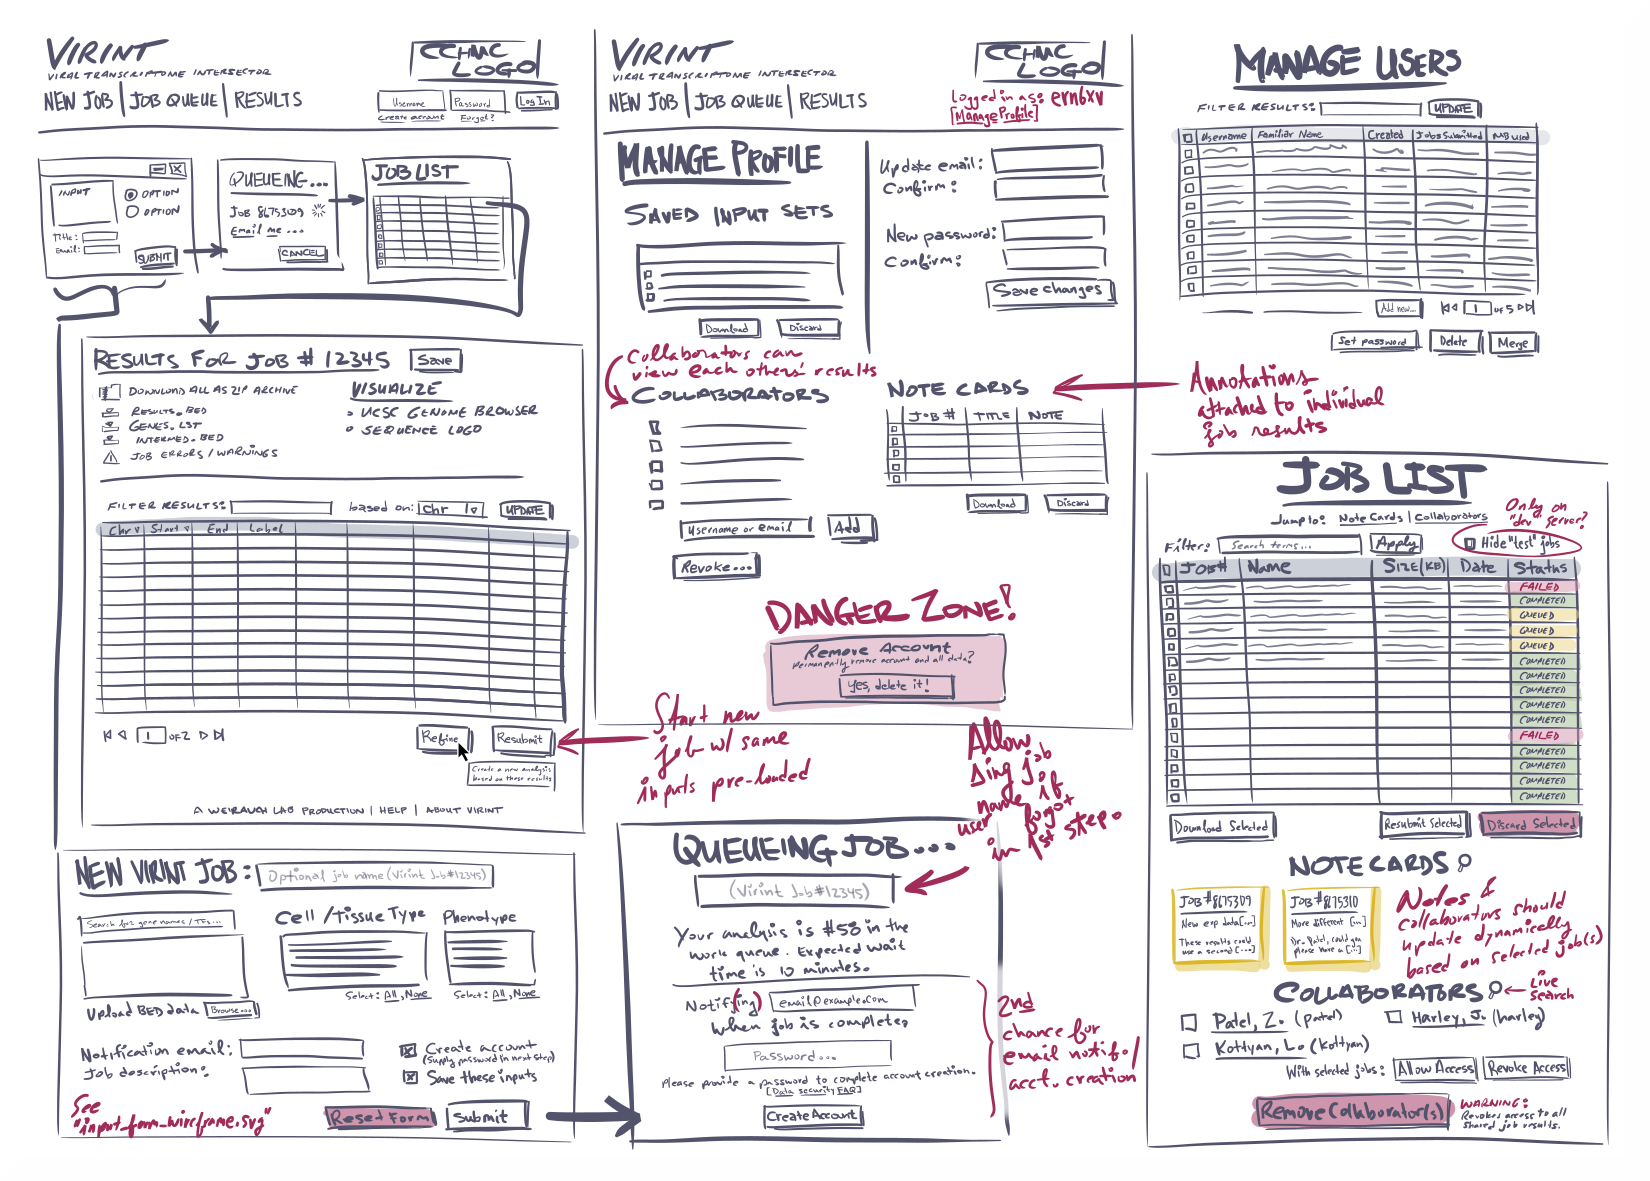 VIRINT
VIRAL TRANSCRIPTOME INTERSECTOR
CCHMC
LOGO
NEW JOB | JOB QUEUE | RESULTS
Username
Password
Log In
Create account
Forgot?
INPUT
OPTION
OPTION
Title:
Email:
SUBMIT
QUEUEING...
JOB 8675309
Email me ...
CANCEL
JOB LIST
RESULTS FOR JOB # 12345
Save
DOWNLOAD ALL AS ZIP ARCHIVE
RESULTS.BED
GENES.LST
INTERMED.BED
JOB ERRORS / WARNINGS
VISUALIZE
UCSC GENOME BROWSER
SEQUENCE LOGO
FILTER RESULTS:
based on:
Chr
UPDATE
Chr
Start
End
Label
1 OF 2
Refine
Resubmit
Create a new analysis
based on these results
A WEIRAUCH LAB PRODUCTION | HELP | ABOUT VIRINT
Start new
job w/ same
inputs pre-loaded
NEW VIRINT JOB:
Optional job name (Virint Job #12345)
Search for gene names / TFs...
Upload BED data
Browse...
Cell / Tissue Type
Select: All, None
Phenotype
Select: All, None
Notification email:
Job description:
Create account
(Supply password in next step)
Save these inputs
See
"input_form_wireframe.svg"
Reset Form
Submit
VIRINT
VIRAL TRANSCRIPTOME INTERSECTOR
CCHMC
LOGO
NEW JOB | JOB QUEUE | RESULTS
logged in as: ern6xv
[Manage Profile]
MANAGE PROFILE
SAVED INPUT SETS
Download
Discard
Update email:
Confirm:
New password:
Confirm:
Save changes
Collaborators can
view each others' results
COLLABORATORS
Username or email
Add
Revoke...
NOTE CARDS
JOB #
TITLE
NOTE
Download
Discard
Annotations
attached to individual
job results
DANGER ZONE!
Remove Account
Permanently remove account and all data?
Yes, delete it!
QUEUEING JOB...
(Virint Job #12345)
Allow
ding job
name if
user forgot
in 1st step.
Your analysis is #58 in the
work queue. Expected wait
time is 10 minutes.
Notif(ying)
email@example.com
when job is complete;
Password...
Please provide a password to complete account creation.
[Data security FAQ]
Create Account
2nd
chance for
email notif./
acct. creation
MANAGE USERS
FILTER RESULTS:
UPDATE
Username
Familiar Name
Created
Jobs Submitted
MB Used
Add new...
1 OF 5
Set password
Delete
Merge
JOB LIST
Jump to: Note Cards | Collaborators
Only on
"dev" server?
Filter:
Search terms...
Apply
Hide "test" jobs
JOB#
Name
SIZE(KB)
Date
Status
FAILED
COMPLETED
QUEUED
QUEUED
QUEUED
COMPLETED
COMPLETED
COMPLETED
COMPLETED
COMPLETED
FAILED
COMPLETED
COMPLETED
COMPLETED
COMPLETED
Download Selected
Resubmit Selected
Discard Selected
NOTE CARDS
JOB #8675309
New exp data[...]
These results could
use a second [...]
JOB #8675310
More different [...]
Dr. Patel, could you
please have a [...]
Notes &
collaborators should
update dynamically
based on selected job(s)
COLLABORATORS
Live
search
Patel, Z. (patel)
Harley, J. (harley)
Kottyan, L. (kottyan)
With selected jobs:
Allow Access
Revoke Access
Remove Collaborator(s)
WARNING:
Revokes access to all
shared job results.